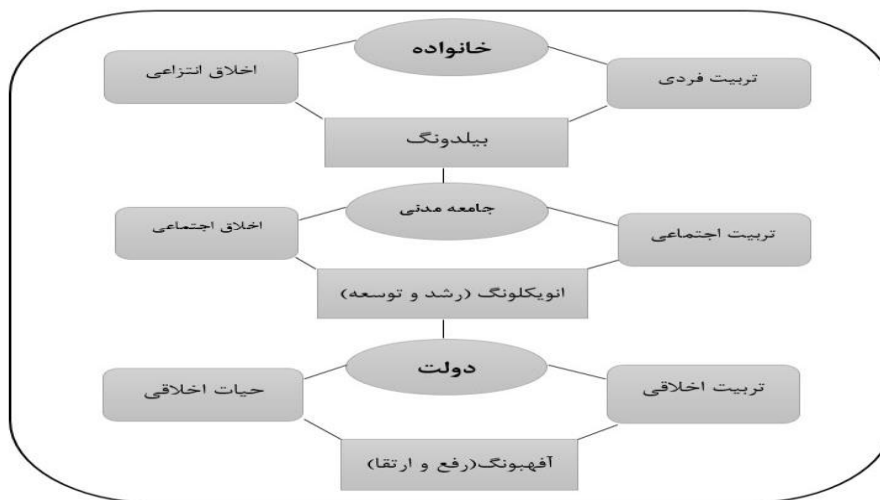 خانواده
تربیت فردی
اخلاق انتزاعی
بیلدونگ
جامعه مدنی
تربیت اجتماعی
اخلاق اجتماعی
انویکلونگ (رشد و توسعه)
دولت
تربیت اخلاقی
حیات اخلاقی
آفهبونگ(رفع و ارتقا)